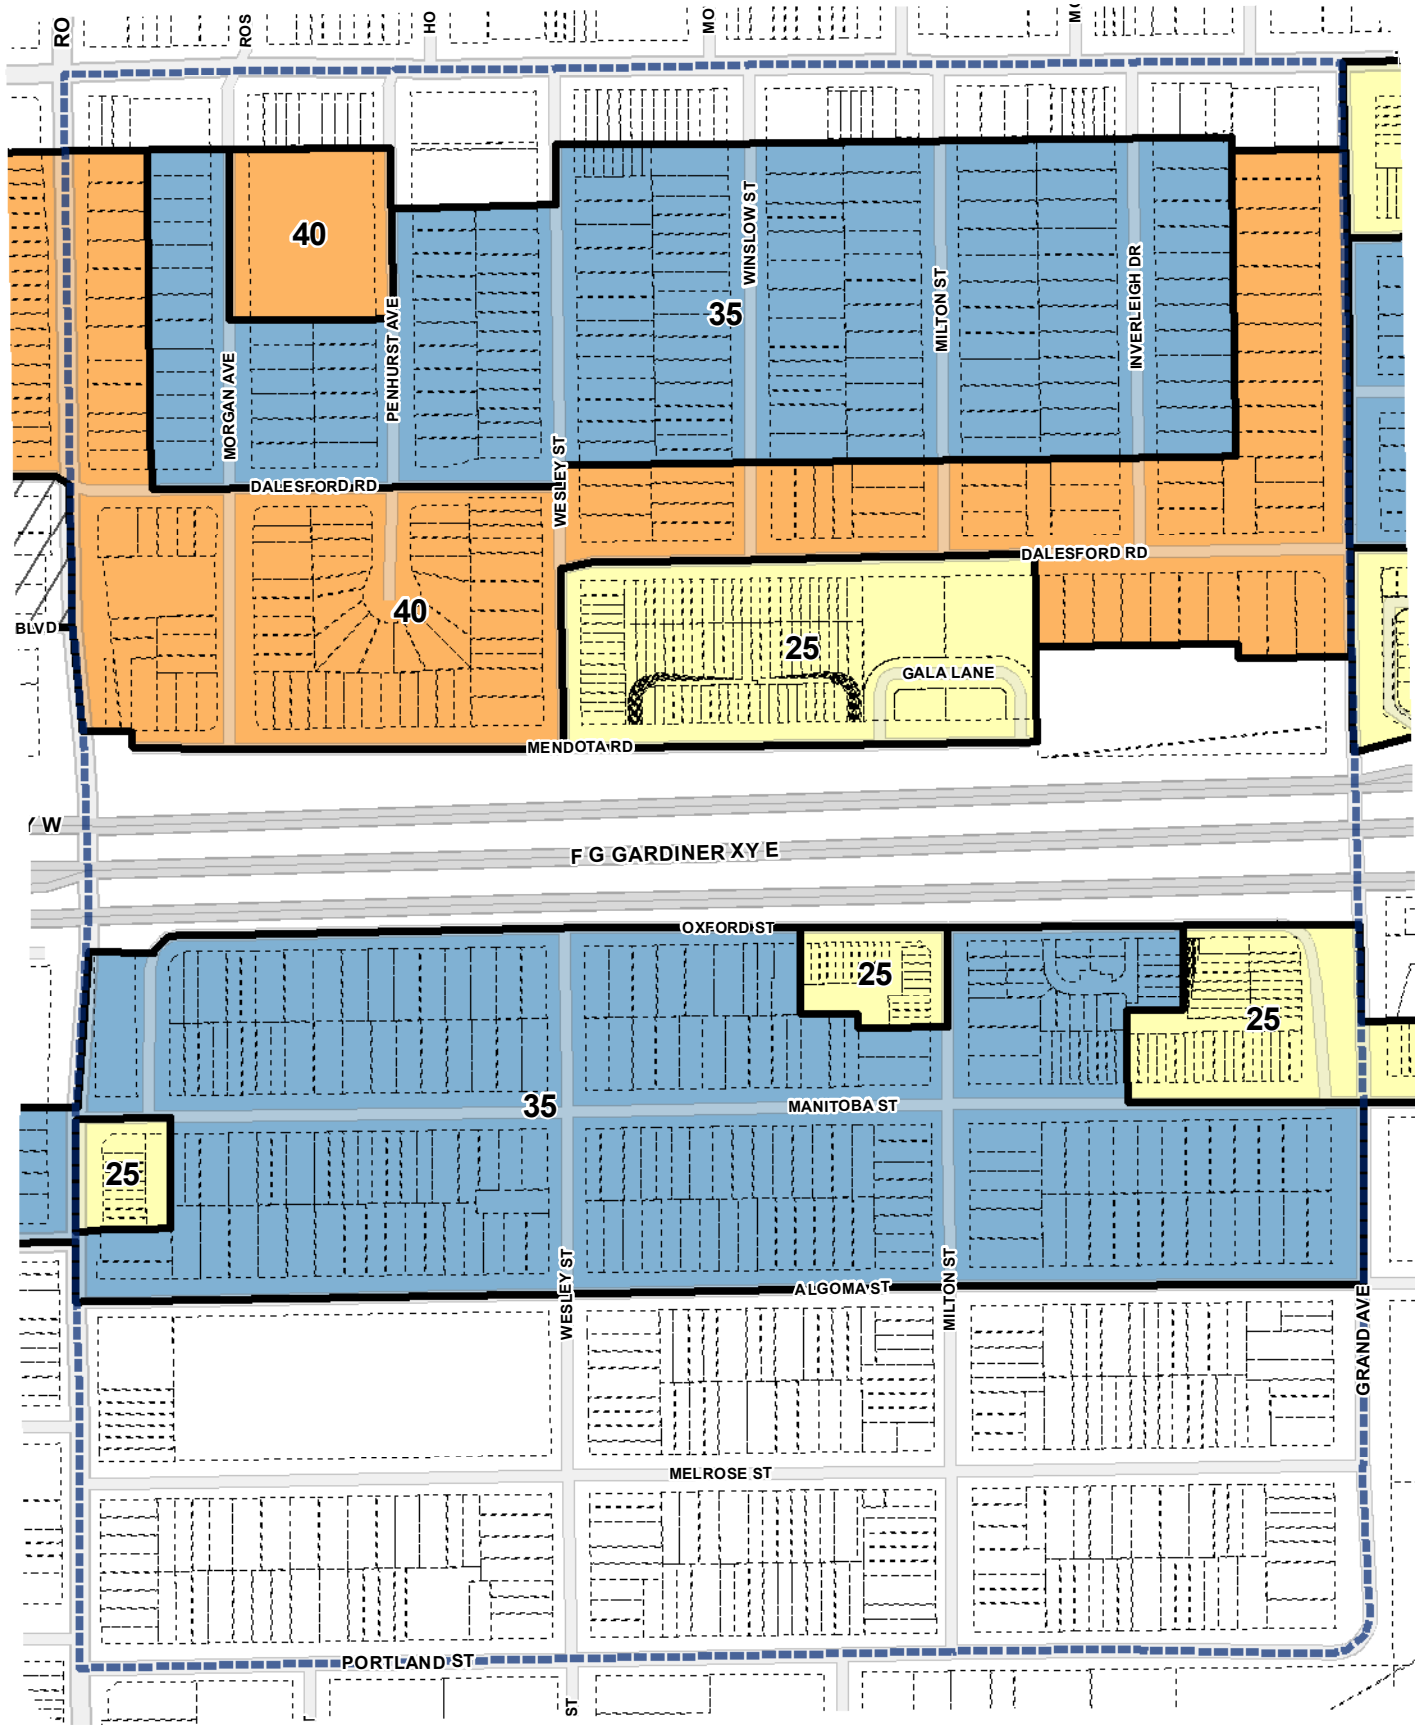 RO
ROS
HO
MO
MO
40
WINSLOW ST
35
MILTON ST
INVERLEIGH DR
MORGAN AVE
PENHURST AVE
WESLEY ST
DALESFORD RD
DALESFORD RD
40
BLVD
25
GALA LANE
MENDOTA RD
Y W
F G GARDINER XY E
OXFORD ST
25
25
35
MANITOBA ST
25
WESLEY ST
ALGOMA ST
MILTON ST
GRAND AVE
MELROSE ST
PORTLAND ST
ST